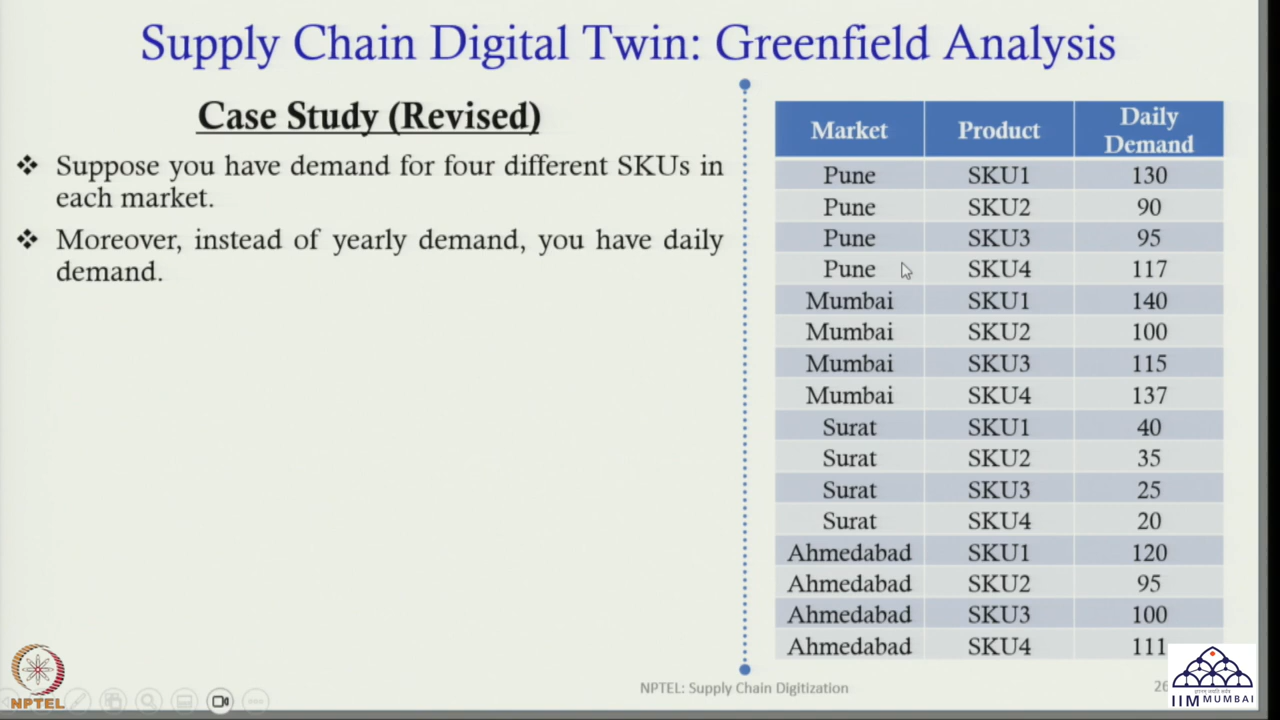 Supply Chain Digital Twin: Greenfield Analysis
Case Study (Revised)
❖ Suppose you have demand for four different SKUs in
each market.
❖ Moreover, instead of yearly demand, you have daily
demand.
Market Product Daily
Demand
Pune SKU1 130
Pune SKU2 90
Pune SKU3 95
Pune SKU4 117
Mumbai SKU1 140
Mumbai SKU2 100
Mumbai SKU3 115
Mumbai SKU4 137
Surat SKU1 40
Surat SKU2 35
Surat SKU3 25
Surat SKU4 20
Ahmedabad SKU1 120
Ahmedabad SKU2 95
Ahmedabad SKU3 100
Ahmedabad SKU4 111
NPTEL
NPTEL: Supply Chain Digitization
26
IIM MUMBAI